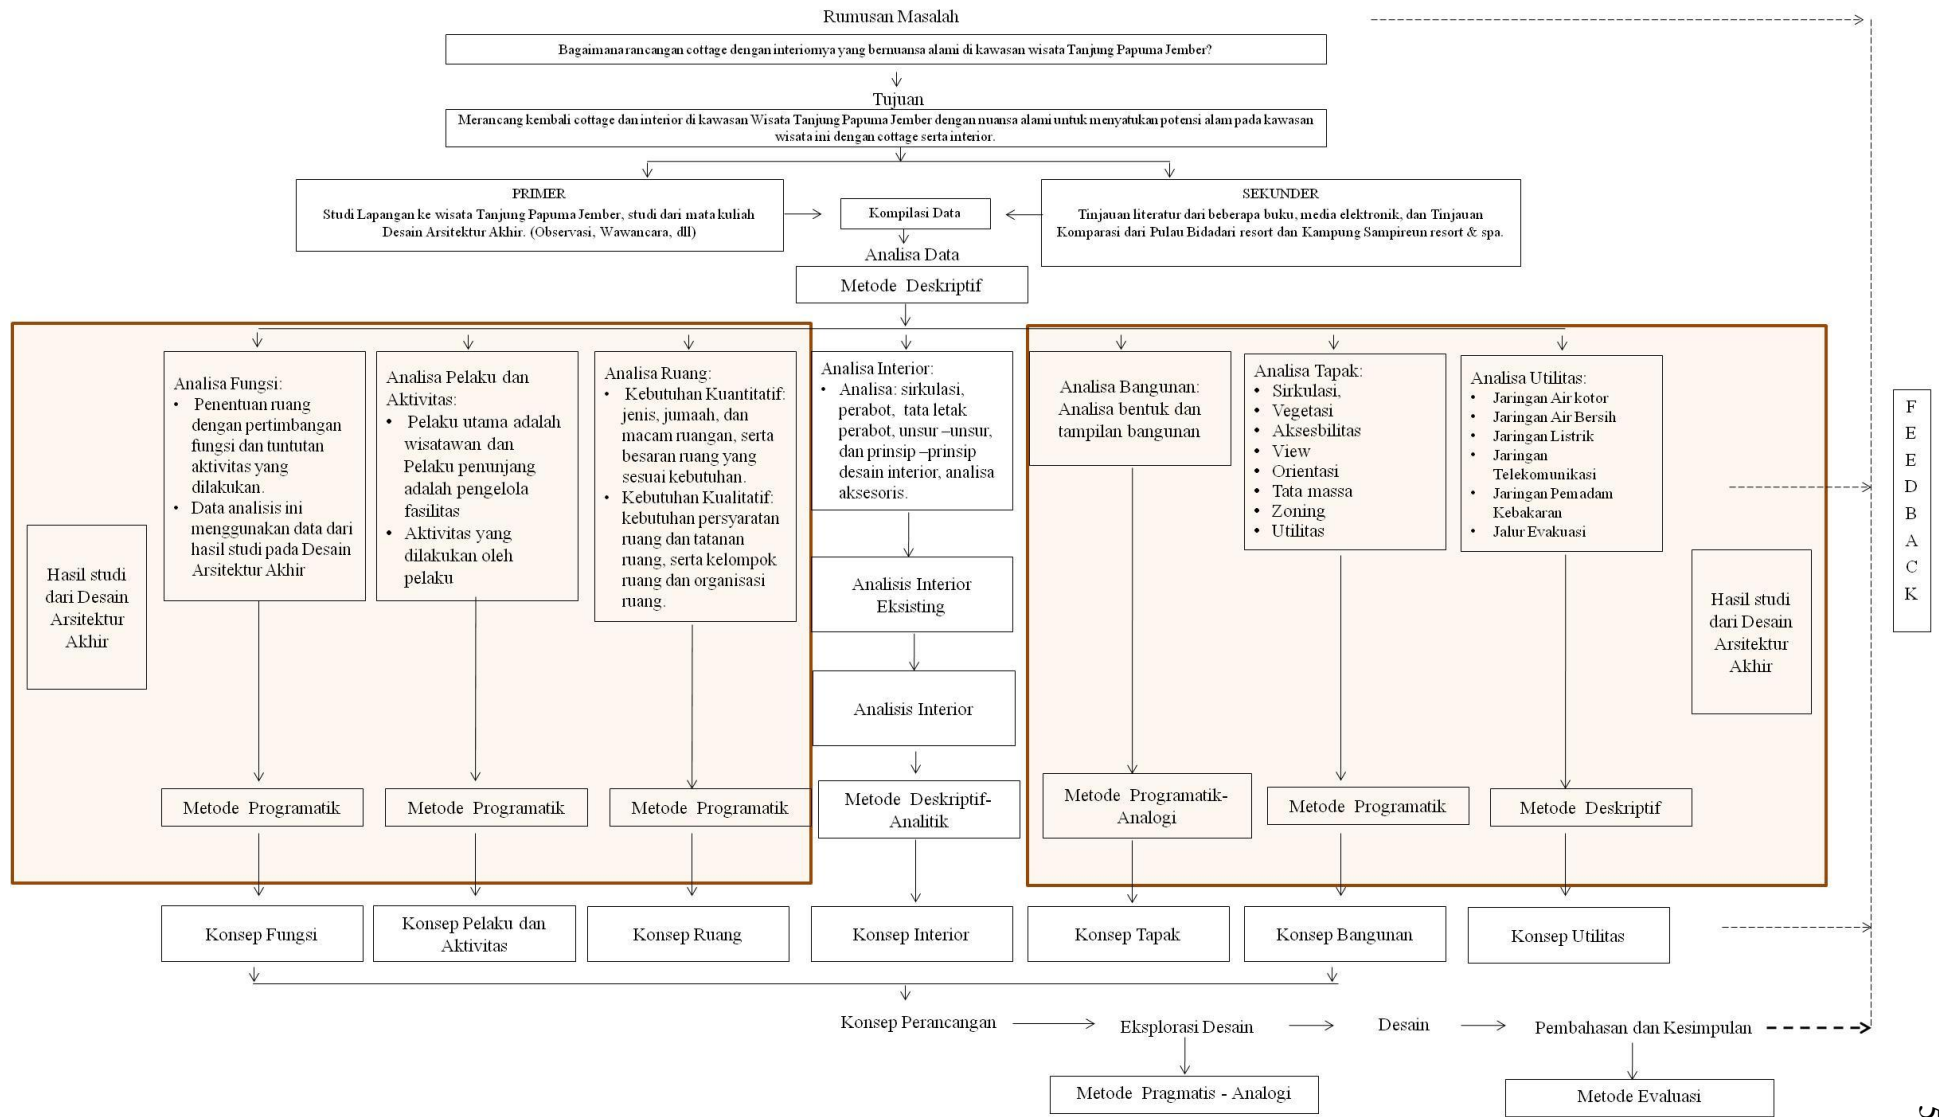 Rumusan Masalah
Bagaimana rancangan cottage dengan interiornya yang bernuansa alami di kawasan wisata Tanjung Papuma Jember?
Tujuan
Merancang kembali cottage dan interior di kawasan Wisata Tanjung Papuma Jember dengan nuansa alami untuk menyatukan potensi alam pada kawasan
wisata ini dengan cottage serta interior.
PRIMER
Studi Lapangan ke wisata Tanjung Papuma Jember, studi dari mata kuliah
Desain Arsitektur Akhir. (Observasi, Wawancara, dll)
Kompilasi Data
SEKUNDER
Tinjauan literatur dari beberapa buku, media elektronik, dan Tinjauan
Komparasi dari Pulau Bidadari resort dan Kampung Sampireun resort & spa.
Analisa Data
Metode Deskriptif
Hasil studi
dari Desain
Arsitektur
Akhir
Analisa Fungsi:
• Penentuan ruang
dengan pertimbangan
fungsi dan tuntutan
aktivitas yang
dilakukan.
• Data analisis ini
menggunakan data dari
hasil studi pada Desain
Arsitektur Akhir
Analisa Pelaku dan
Aktivitas:
• Pelaku utama adalah
wisatawan dan
Pelaku penunjang
adalah pengelola
fasilitas
• Aktivitas yang
dilakukan oleh
pelaku
Analisa Ruang:
• Kebutuhan Kuantitatif:
jenis, jumaah, dan
macam ruangan, serta
besaran ruang yang
sesuai kebutuhan.
• Kebutuhan Kualitatif:
kebutuhan persyaratan
ruang dan tatanan
ruang, serta kelompok
ruang dan organisasi
ruang.
Analisa Interior:
• Analisa: sirkulasi,
perabot, tata letak
perabot, unsur –unsur,
dan prinsip –prinsip
desain interior, analisa
aksesoris.
Analisis Interior
Eksisting
Analisis Interior
Analisa Bangunan:
Analisa bentuk dan
tampilan bangunan
Analisa Tapak:
• Sirkulasi,
• Vegetasi
• Aksesbilitas
• View
• Orientasi
• Tata massa
• Zoning
• Utilitas
Analisa Utilitas:
• Jaringan Air kotor
• Jaringan Air Bersih
• Jaringan Listrik
• Jaringan
Telekomunikasi
• Jaringan Pemadam
Kebakaran
• Jalur Evakuasi
Hasil studi
dari Desain
Arsitektur
Akhir
F
E
E
D
B
A
C
K
Metode Programatik
Metode Programatik
Metode Programatik
Metode Deskriptif-
Analitik
Metode Programatik-
Analogi
Metode Programatik
Metode Deskriptif
Konsep Fungsi
Konsep Pelaku dan
Aktivitas
Konsep Ruang
Konsep Interior
Konsep Tapak
Konsep Bangunan
Konsep Utilitas
Konsep Perancangan
Eksplorasi Desain
Desain
Pembahasan dan Kesimpulan
Metode Pragmatis - Analogi
Metode Evaluasi